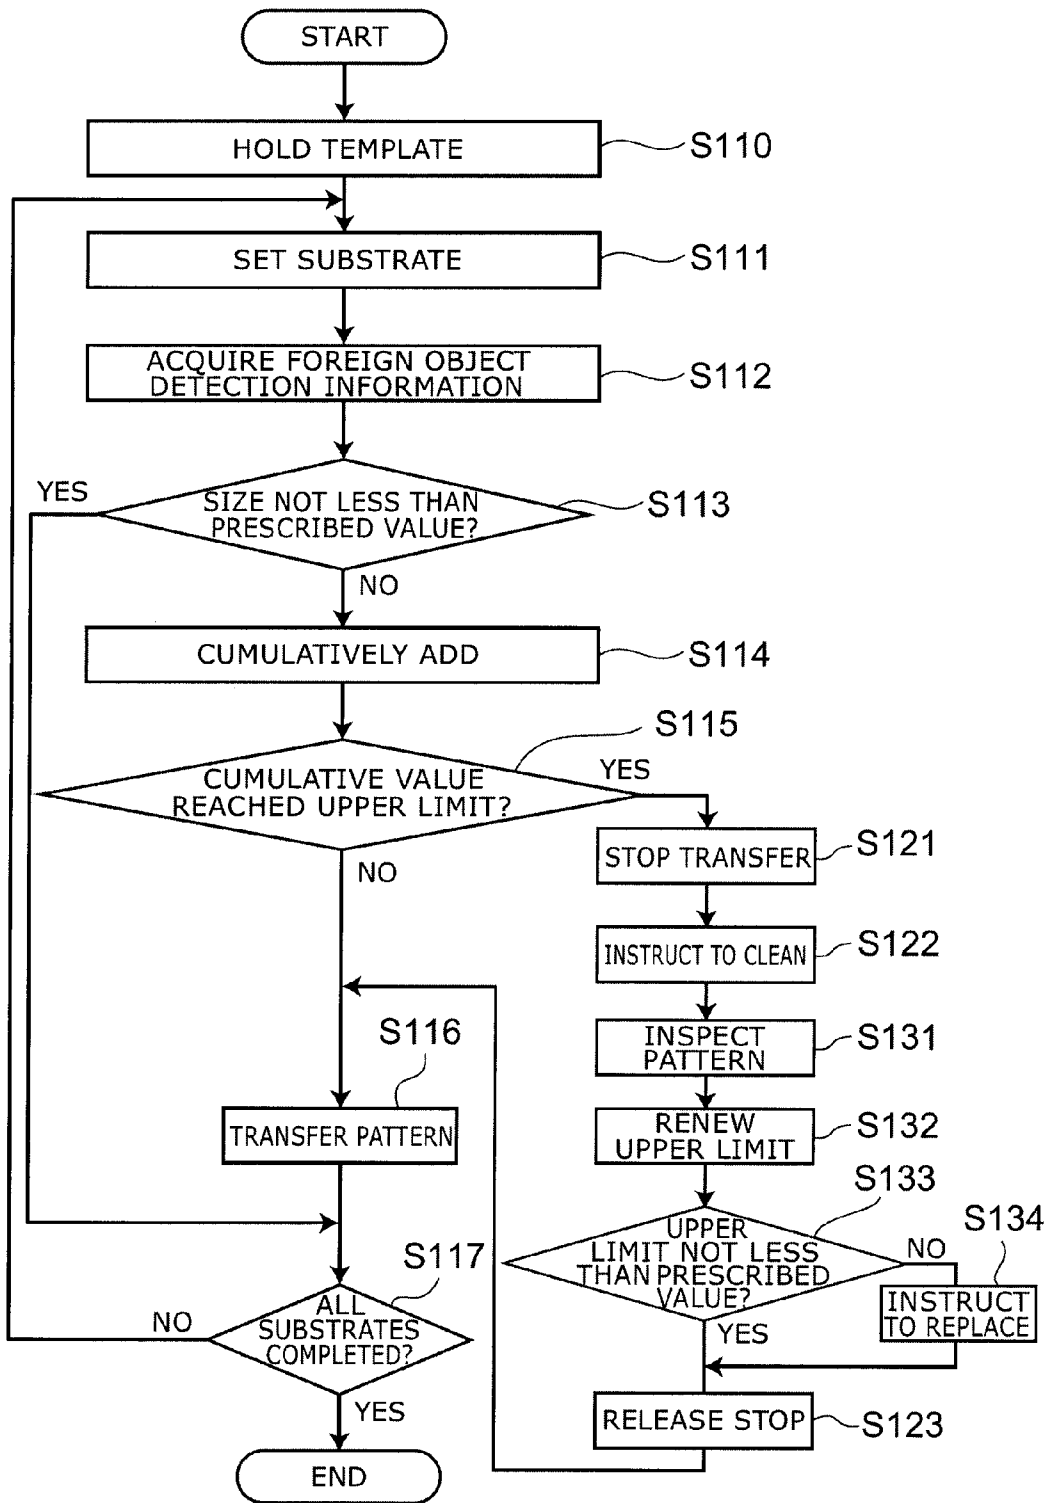 START
HOLD TEMPLATE
S110
SET SUBSTRATE
S111
ACQUIRE FOREIGN OBJECT
DETECTION INFORMATION
S112
YES
SIZE NOT LESS THAN
PRESCRIBED VALUE?
S113
NO
CUMULATIVELY ADD
S114
S115
CUMULATIVE VALUE
REACHED UPPER LIMIT?
YES
NO
STOP TRANSFER
S121
INSTRUCT TO CLEAN
S122
INSPECT
PATTERN
S131
S116
TRANSFER PATTERN
RENEW
UPPER LIMIT
S132
S133
UPPER
LIMIT NOT LESS
THAN PRESCRIBED
VALUE?
NO
S134
INSTRUCT
TO REPLACE
YES
S117
ALL
SUBSTRATES
COMPLETED?
NO
YES
RELEASE STOP
S123
END